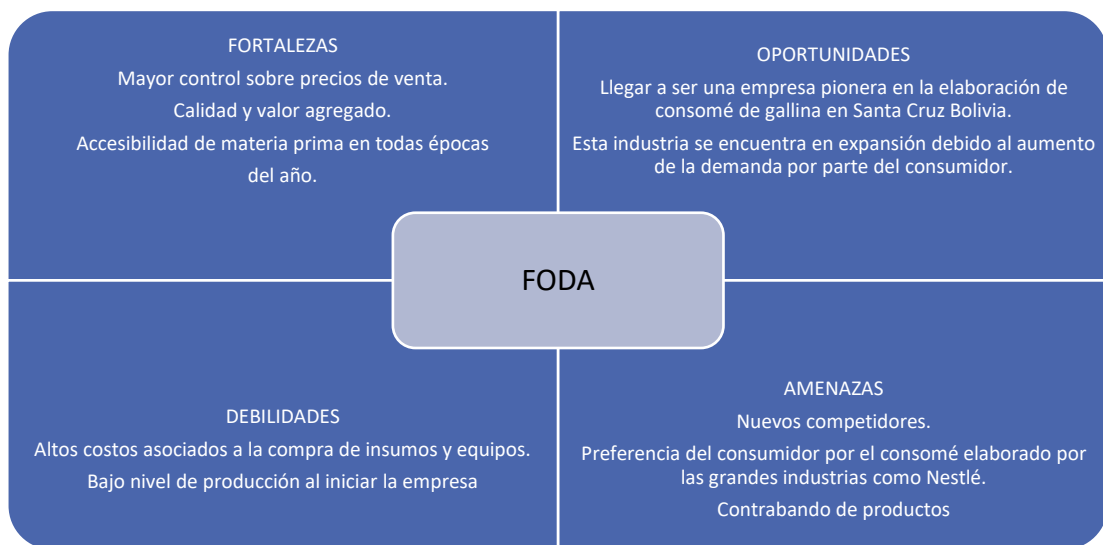 FORTALEZAS
Mayor control sobre precios de venta.
Calidad y valor agregado.
Accesibilidad de materia prima en todas épocas
del año.
OPORTUNIDADES
Llegar a ser una empresa pionera en la elaboración de
consomé de gallina en Santa Cruz Bolivia.
Esta industria se encuentra en expansión debido al aumento
de la demanda por parte del consumidor.
FODA
DEBILIDADES
Altos costos asociados a la compra de insumos y equipos.
Bajo nivel de producción al iniciar la empresa
AMENAZAS
Nuevos competidores.
Preferencia del consumidor por el consomé elaborado por
las grandes industrias como Nestlé.
Contrabando de productos